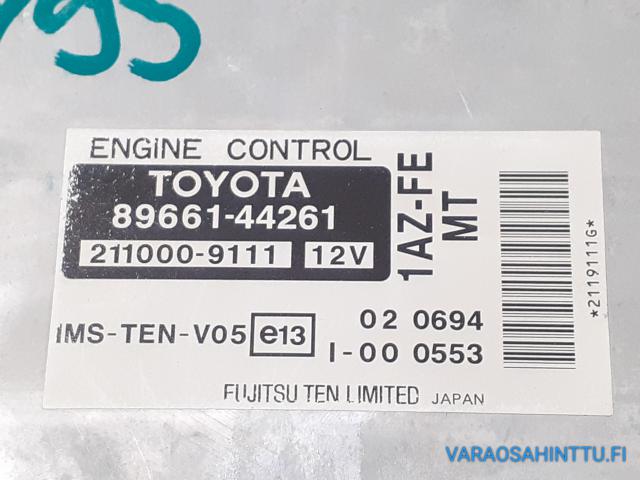 ENGINE CONTROL
TOYOTA
89661-44261
211000-9111 12V
1AZ-FE
MT
*2119111G*
IMS-TEN-V05 e13
02 0694
I-00 0553
FUJITSU TEN LIMITED JAPAN
VARAOSAHINTTU.FI